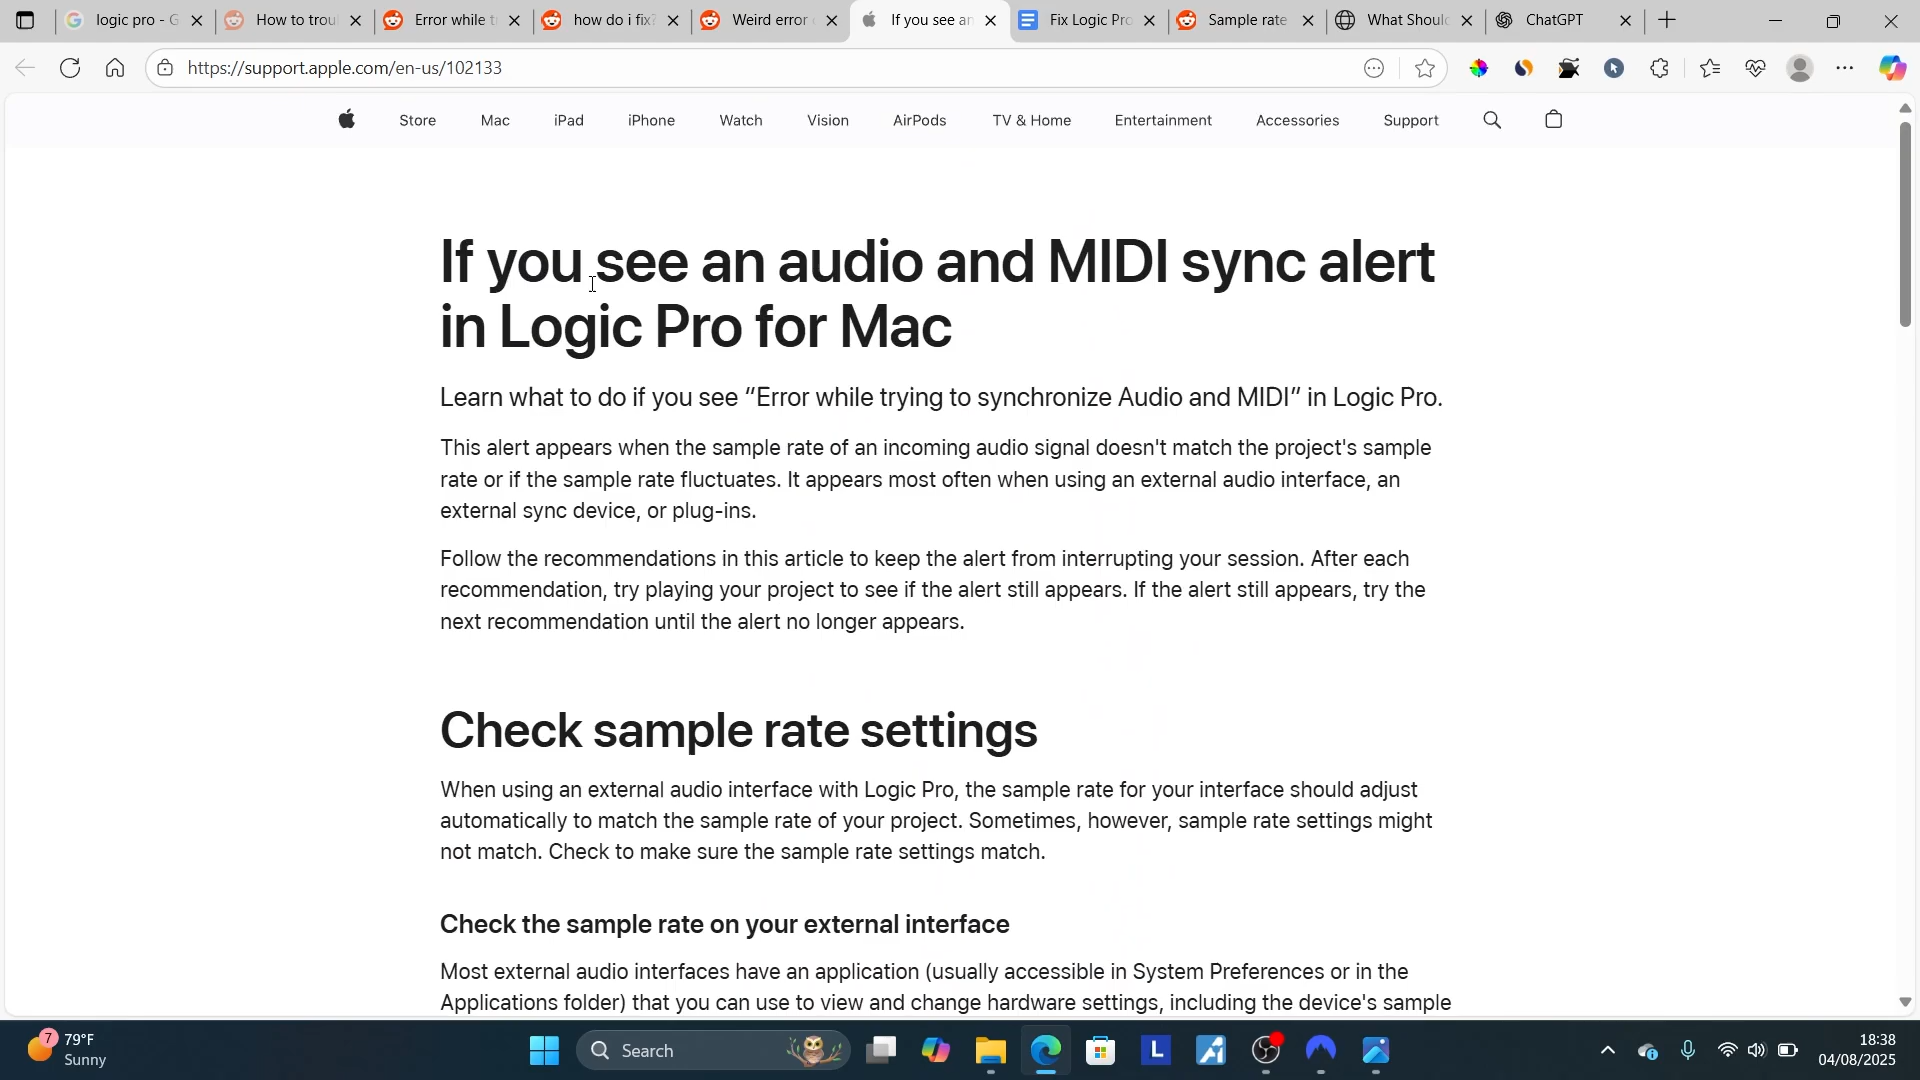 logic pro - G
How to trou
Error while t
how do i fix?
Weird error
If you see an
Fix Logic Pro
Sample rate
What Should
ChatGPT
https://support.apple.com/en-us/102133
Store
Mac
iPad
iPhone
Watch
Vision
AirPods
TV & Home
Entertainment
Accessories
Support
If you see an audio and MIDI sync alert
in Logic Pro for Mac
Learn what to do if you see “Error while trying to synchronize Audio and MIDI” in Logic Pro.
This alert appears when the sample rate of an incoming audio signal doesn't match the project's sample
rate or if the sample rate fluctuates. It appears most often when using an external audio interface, an
external sync device, or plug-ins.
Follow the recommendations in this article to keep the alert from interrupting your session. After each
recommendation, try playing your project to see if the alert still appears. If the alert still appears, try the
next recommendation until the alert no longer appears.
Check sample rate settings
When using an external audio interface with Logic Pro, the sample rate for your interface should adjust
automatically to match the sample rate of your project. Sometimes, however, sample rate settings might
not match. Check to make sure the sample rate settings match.
Check the sample rate on your external interface
Most external audio interfaces have an application (usually accessible in System Preferences or in the
Applications folder) that you can use to view and change hardware settings, including the device's sample
7
79°F
Sunny
Search
L
18:38
04/08/2025